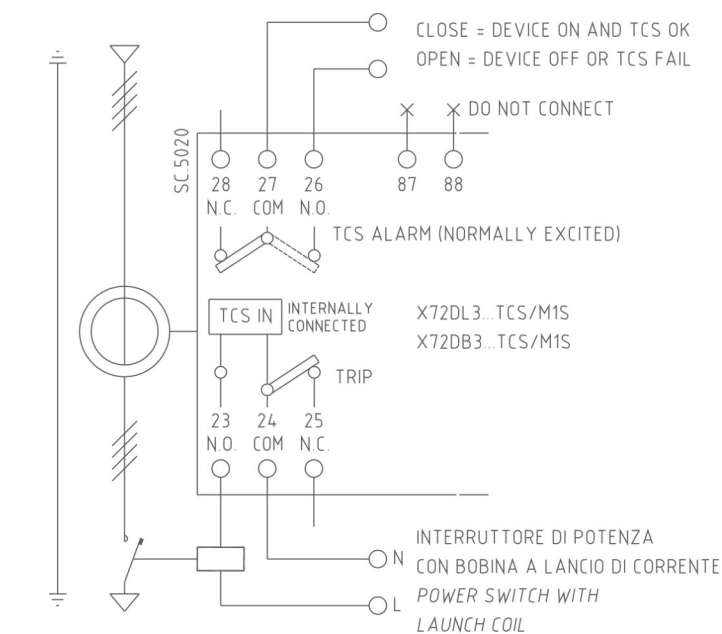 CLOSE = DEVICE ON AND TCS OK
OPEN = DEVICE OFF OR TCS FAIL
DO NOT CONNECT
SC.5020
28 27 26 87 88
N.C. COM N.O.
TCS ALARM (NORMALLY EXCITED)
TCS IN
INTERNALLY
CONNECTED
X72DL3...TCS/M1S
X72DB3...TCS/M1S
TRIP
23 24 25
N.O. COM N.C.
INTERRUTTORE DI POTENZA
N
CON BOBINA A LANCIO DI CORRENTE
L
POWER SWITCH WITH
LAUNCH COIL